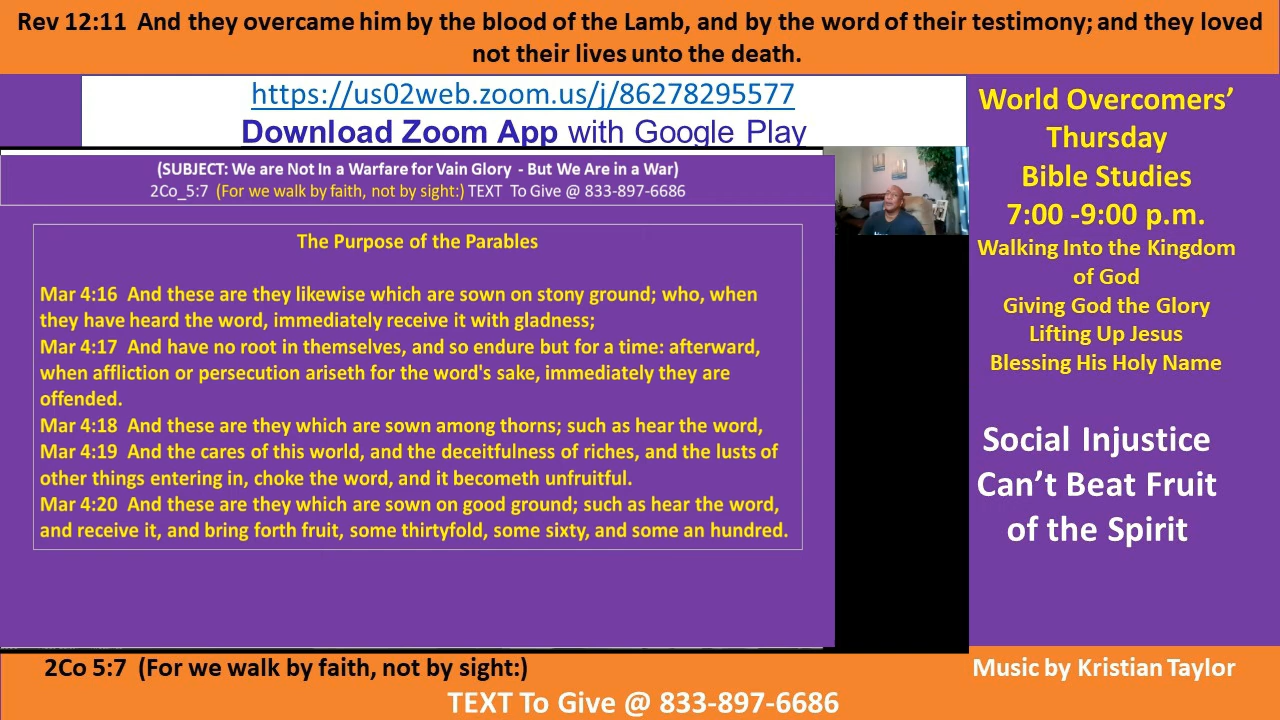 Rev 12:11  And they overcame him by the blood of the Lamb, and by the word of their testimony; and they loved
not their lives unto the death.
https://us02web.zoom.us/j/86278295577
Download Zoom App with Google Play
(SUBJECT: We are Not In a Warfare for Vain Glory  - But We Are in a War)
2Co_5:7  (For we walk by faith, not by sight:) TEXT  To Give @ 833-897-6686
The Purpose of the Parables
Mar 4:16  And these are they likewise which are sown on stony ground; who, when
they have heard the word, immediately receive it with gladness;
Mar 4:17  And have no root in themselves, and so endure but for a time: afterward,
when affliction or persecution ariseth for the word's sake, immediately they are
offended.
Mar 4:18  And these are they which are sown among thorns; such as hear the word,
Mar 4:19  And the cares of this world, and the deceitfulness of riches, and the lusts of
other things entering in, choke the word, and it becometh unfruitful.
Mar 4:20  And these are they which are sown on good ground; such as hear the word,
and receive it, and bring forth fruit, some thirtyfold, some sixty, and some an hundred.
World Overcomers’
Thursday
Bible Studies
7:00 -9:00 p.m.
Walking Into the Kingdom
of God
Giving God the Glory
Lifting Up Jesus
Blessing His Holy Name
Social Injustice
Can’t Beat Fruit
of the Spirit
2Co 5:7  (For we walk by faith, not by sight:)
Music by Kristian Taylor
TEXT To Give @ 833-897-6686